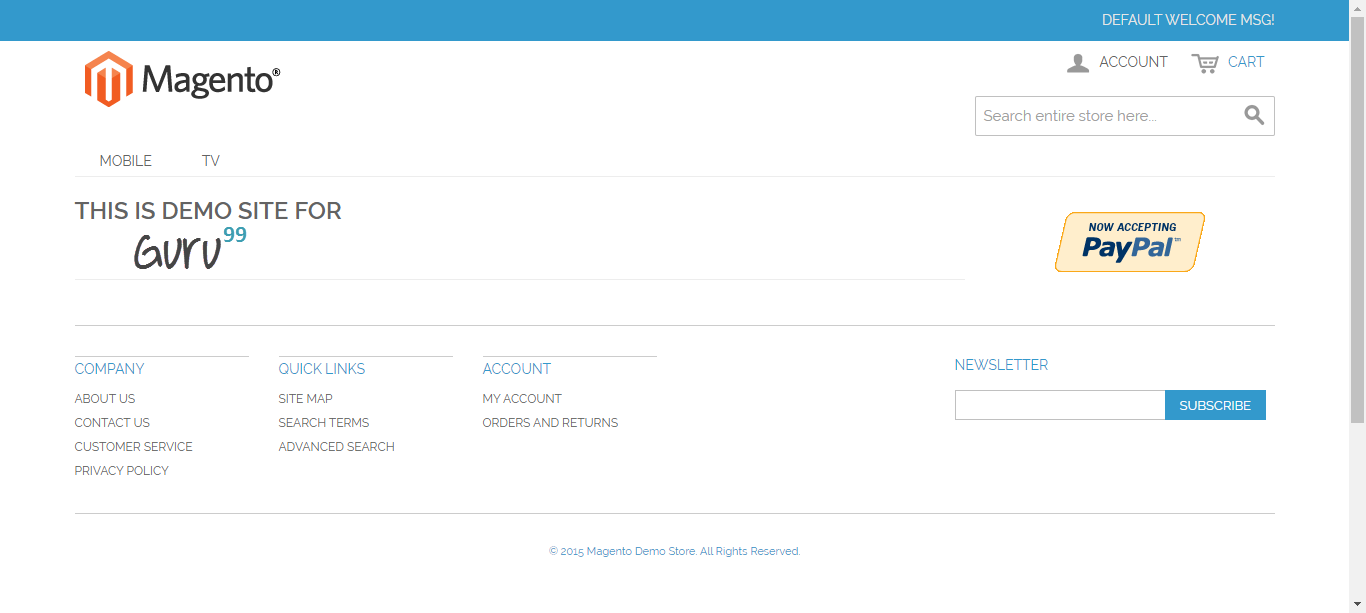 DEFAULT WELCOME MSG!
Magento®
ACCOUNT
CART
Search entire store here...
MOBILE
TV
THIS IS DEMO SITE FOR
Guru99
NOW ACCEPTING
PayPal™
COMPANY
ABOUT US
CONTACT US
CUSTOMER SERVICE
PRIVACY POLICY
QUICK LINKS
SITE MAP
SEARCH TERMS
ADVANCED SEARCH
ACCOUNT
MY ACCOUNT
ORDERS AND RETURNS
NEWSLETTER
SUBSCRIBE
© 2015 Magento Demo Store. All Rights Reserved.